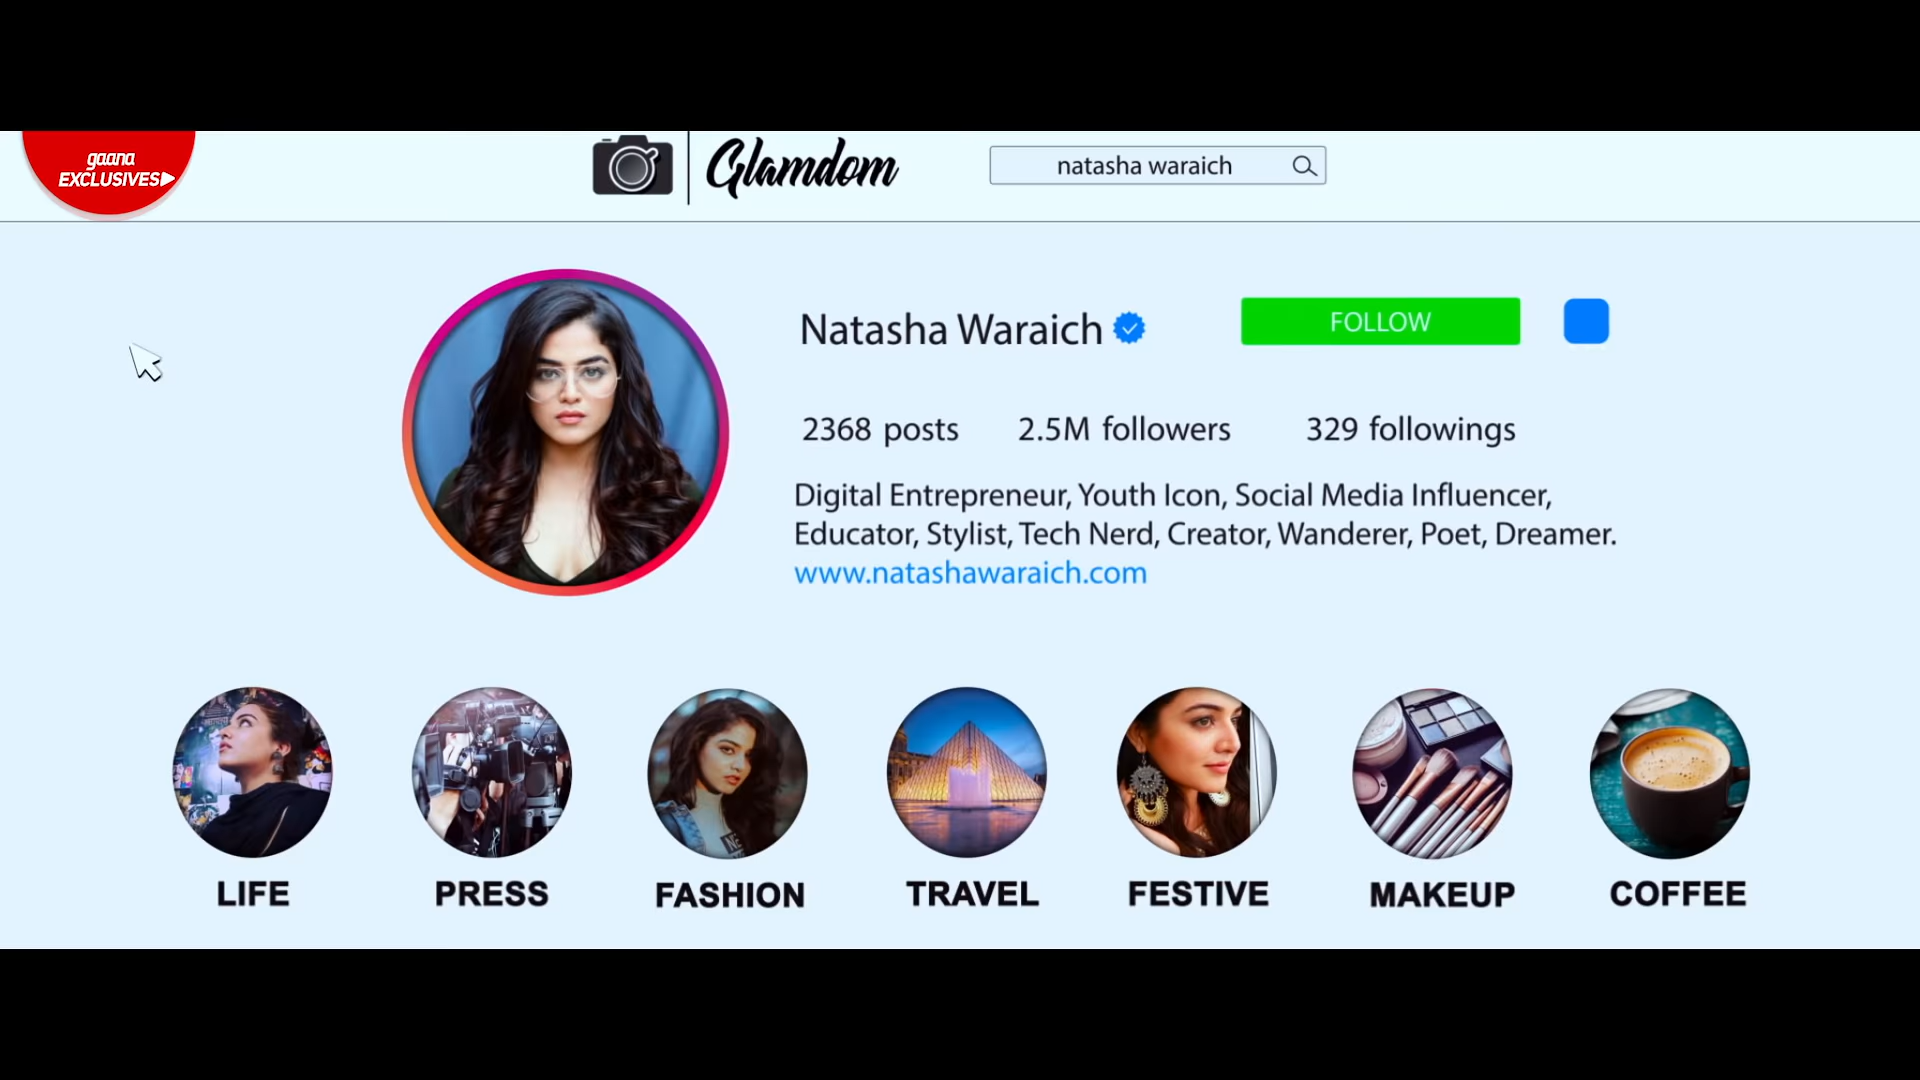 gaana
EXCLUSIVES
Glamdom
natasha waraich
Natasha Waraich
FOLLOW
2368 posts 2.5M followers 329 followings
Digital Entrepreneur, Youth Icon, Social Media Influencer,
Educator, Stylist, Tech Nerd, Creator, Wanderer, Poet, Dreamer.
www.natashawaraich.com
LIFE PRESS FASHION TRAVEL FESTIVE MAKEUP COFFEE